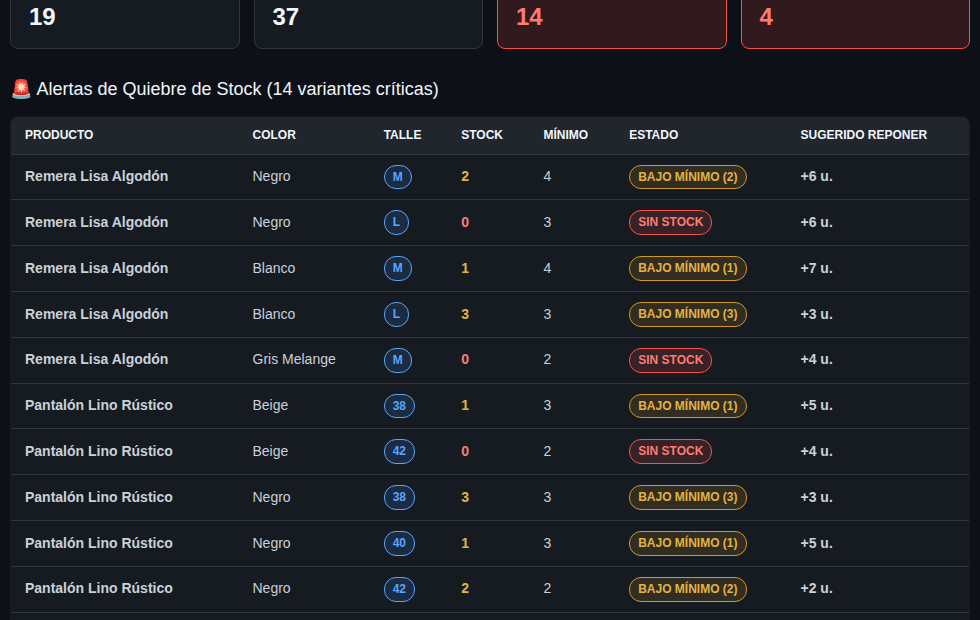 19 37 14 4
🚨 Alertas de Quiebre de Stock (14 variantes críticas)
PRODUCTO COLOR TALLE STOCK MÍNIMO ESTADO SUGERIDO REPONER
Remera Lisa Algodón Negro M 2 4 BAJO MÍNIMO (2) +6 u.
Remera Lisa Algodón Negro L 0 3 SIN STOCK +6 u.
Remera Lisa Algodón Blanco M 1 4 BAJO MÍNIMO (1) +7 u.
Remera Lisa Algodón Blanco L 3 3 BAJO MÍNIMO (3) +3 u.
Remera Lisa Algodón Gris Melange M 0 2 SIN STOCK +4 u.
Pantalón Lino Rústico Beige 38 1 3 BAJO MÍNIMO (1) +5 u.
Pantalón Lino Rústico Beige 42 0 2 SIN STOCK +4 u.
Pantalón Lino Rústico Negro 38 3 3 BAJO MÍNIMO (3) +3 u.
Pantalón Lino Rústico Negro 40 1 3 BAJO MÍNIMO (1) +5 u.
Pantalón Lino Rústico Negro 42 2 2 BAJO MÍNIMO (2) +2 u.